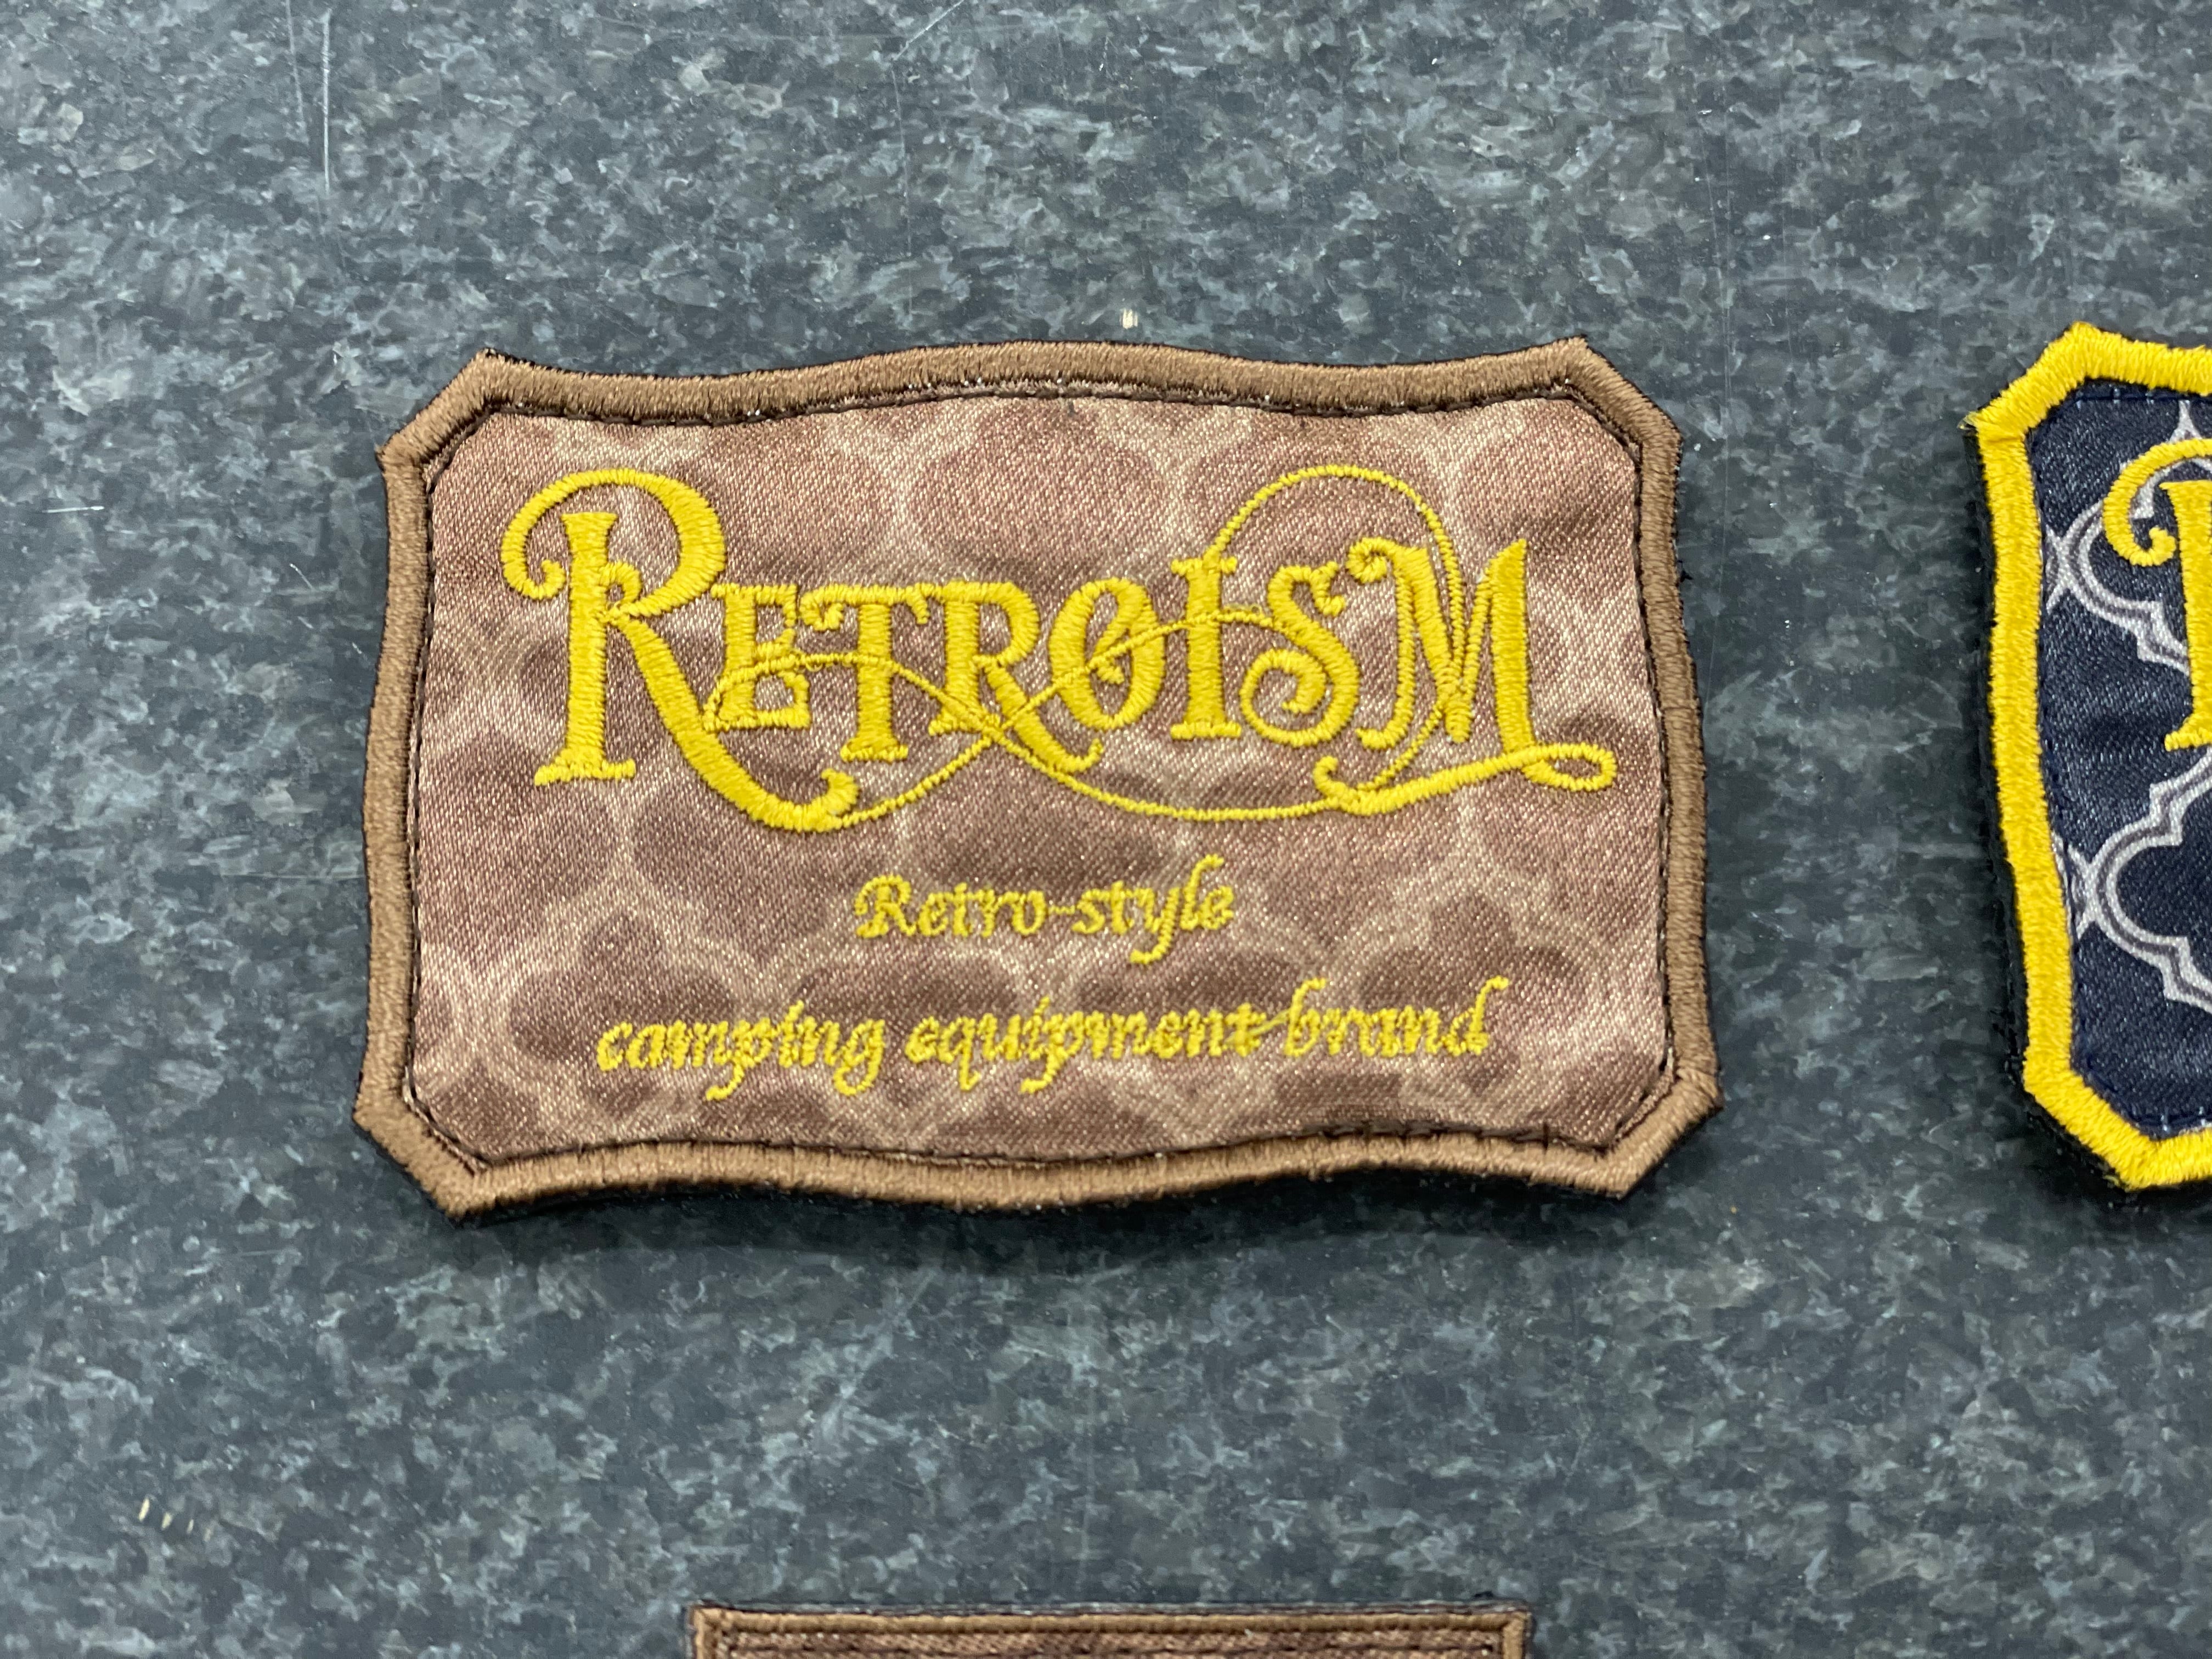 RETROISM
Retro-style
camping equipment brand